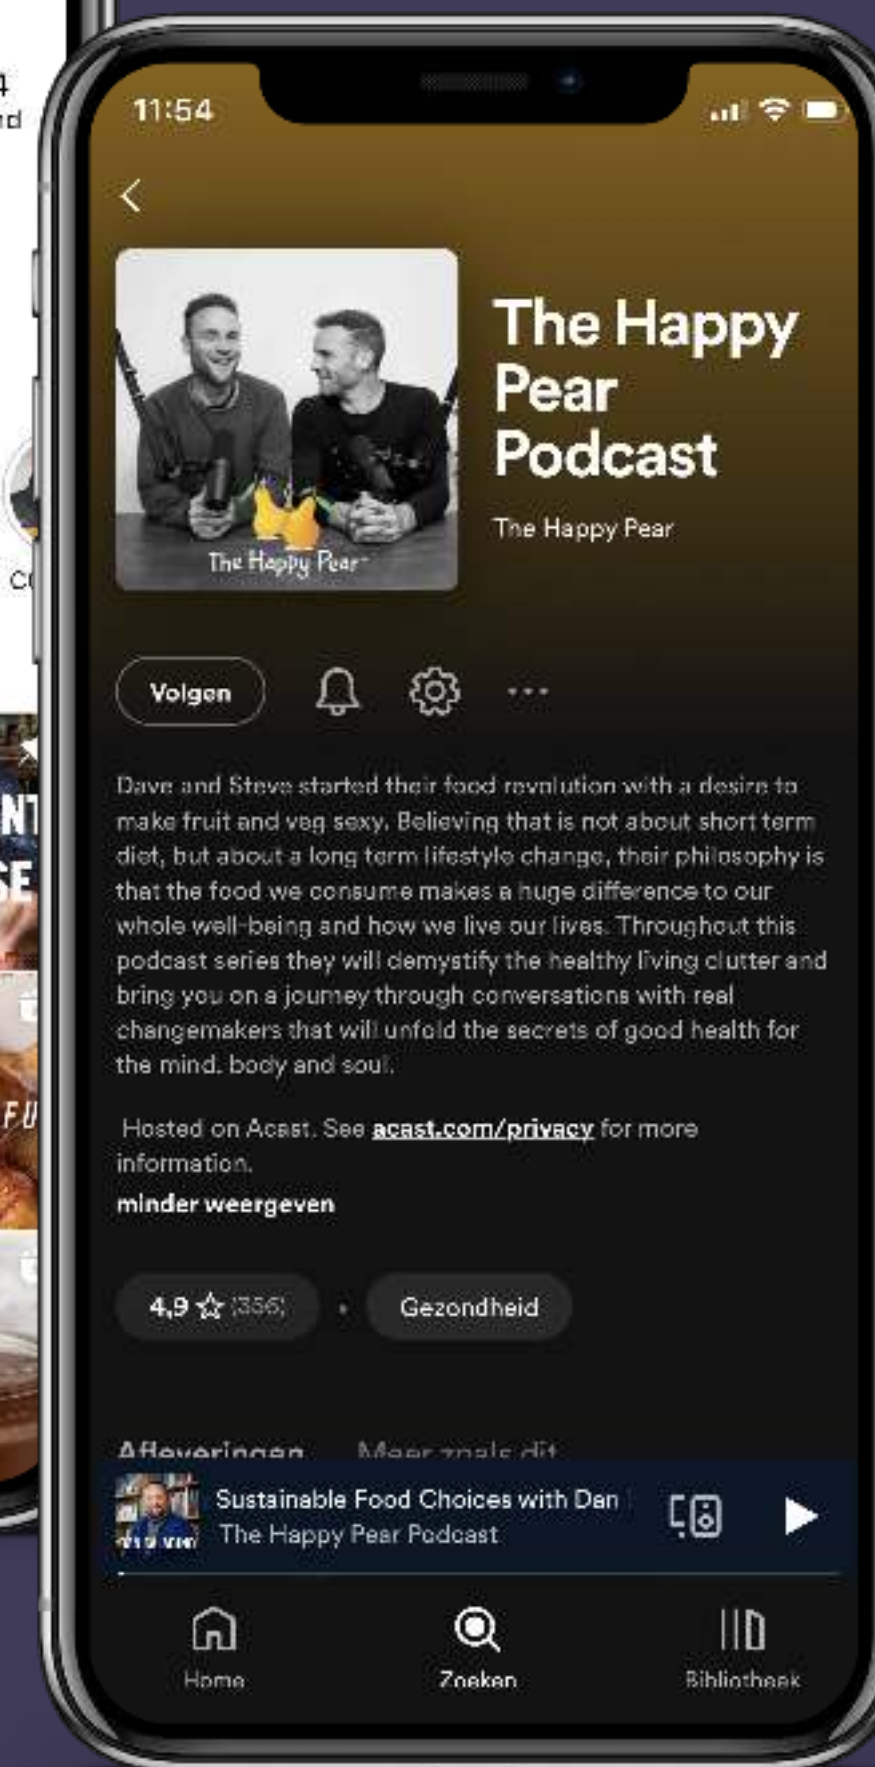 11:54
The Happy
Pear
Podcast
The Happy Pear
The Happy Pear
Volgen
Dave and Steve started their food revolution with a desire to
make fruit and veg sexy. Believing that is not about short term
diet, but about a long term lifestyle change, their philosophy is
that the food we consume makes a huge difference to our
whole well-being and how we live our lives. Throughout this
podcast series they will demystify the healthy living clutter and
bring you on a journey through conversations with real
changemakers that will unfold the secrets of good health for
the mind, body and soul.
Hosted on Acast. See acast.com/privacy for more
information.
minder weergeven
4,9 (356)
Gezondheid
Afleveringen Meer zoals dit
Sustainable Food Choices with Dan
The Happy Pear Podcast
Home Zoeken Bibliotheek